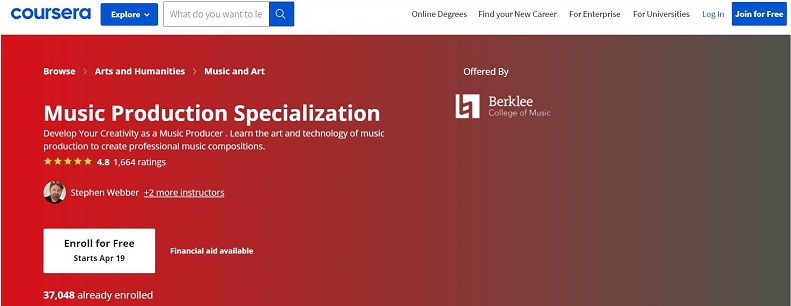 coursera
Explore
What do you want to le
Online Degrees
Find your New Career
For Enterprise
For Universities
Log In
Join for Free
Browse > Arts and Humanities > Music and Art
Offered By
Berklee
College of Music
Music Production Specialization
Develop Your Creativity as a Music Producer . Learn the art and technology of music
production to create professional music compositions.
4.8 1,664 ratings
Stephen Webber +2 more instructors
Enroll for Free
Starts Apr 19
Financial aid available
37,048 already enrolled